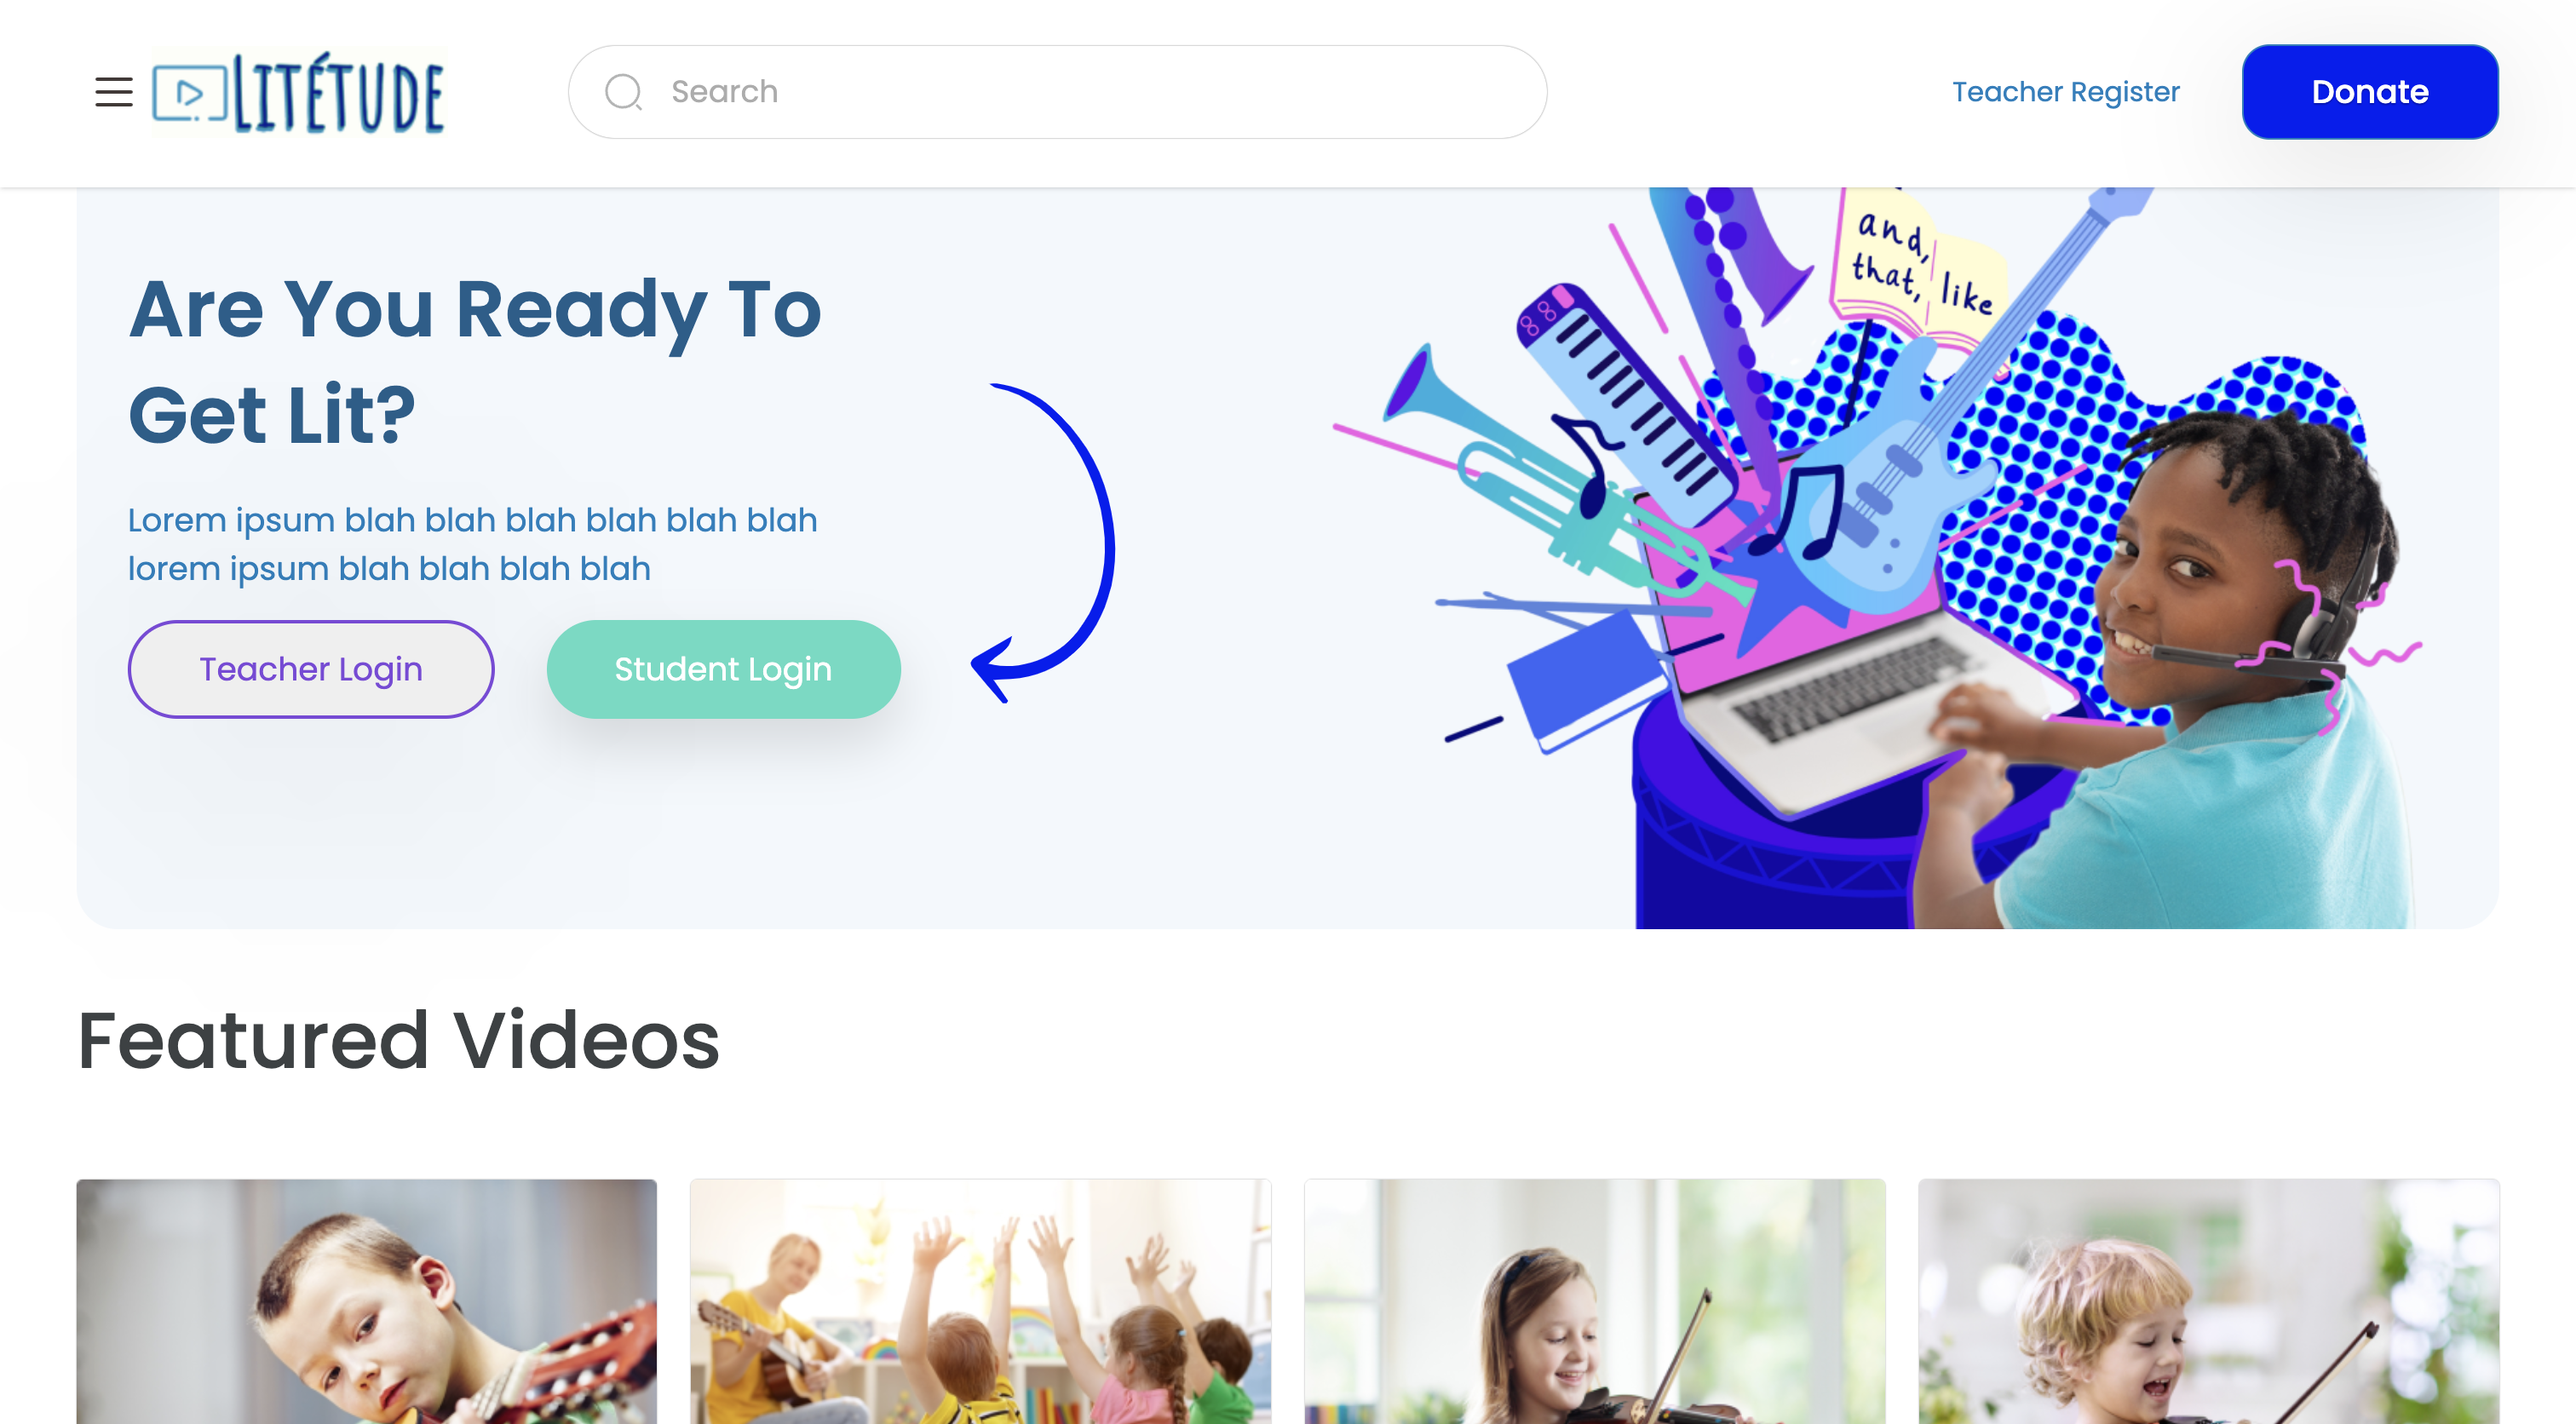 LITÉTUDE
Search
Teacher Register
Donate
and,
that, like
Are You Ready To
Get Lit?
Lorem ipsum blah blah blah blah blah blah
lorem ipsum blah blah blah blah
Teacher Login
Student Login
Featured Videos